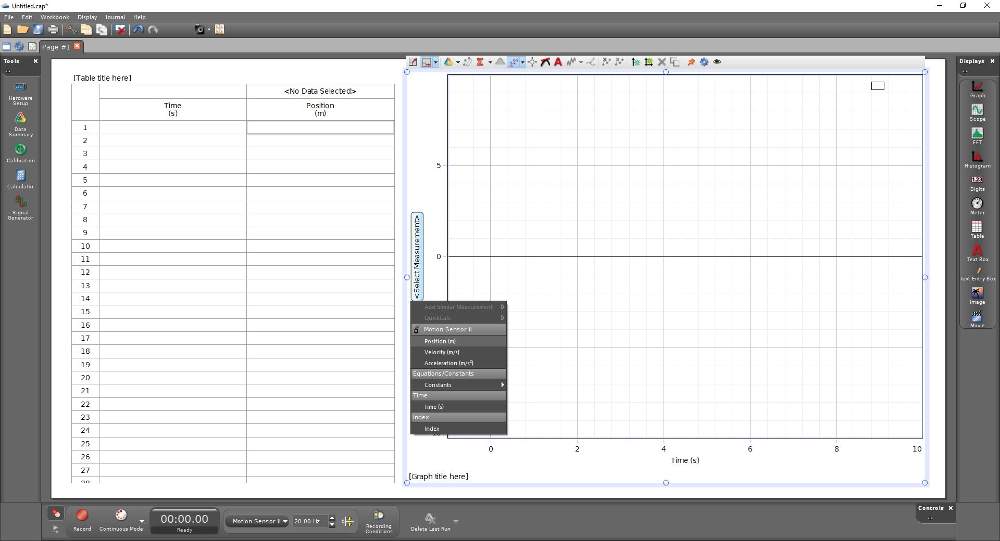 Untitled.cap*
File Edit Workbook Display Journal Help
Page #1
Tools
Hardware
Setup
Data
Summary
Calibration
Calculator
Signal
Generator
[Table title here]
<No Data Selected>
Time
(s)
Position
(m)
1
2
3
4
5
6
7
8
9
10
11
12
13
14
15
16
17
18
19
20
21
22
23
24
25
26
27
28
5
0
<Select Measurement>
Add Similar Measurement
QuickCalc
Motion Sensor II
Position (m)
Velocity (m/s)
Acceleration (m/s²)
Equations/Constants
Constants
Time
Time (s)
Index
Index
0 2 4 6 8 10
Time (s)
[Graph title here]
Displays
Graph
Scope
FFT
Histogram
1.23
Digits
Meter
Table
Text Box
Text Entry Box
Image
Movie
Record
Continuous Mode
00:00.00
Ready
Motion Sensor II
20.00 Hz
Recording
Conditions
Delete Last Run
Controls